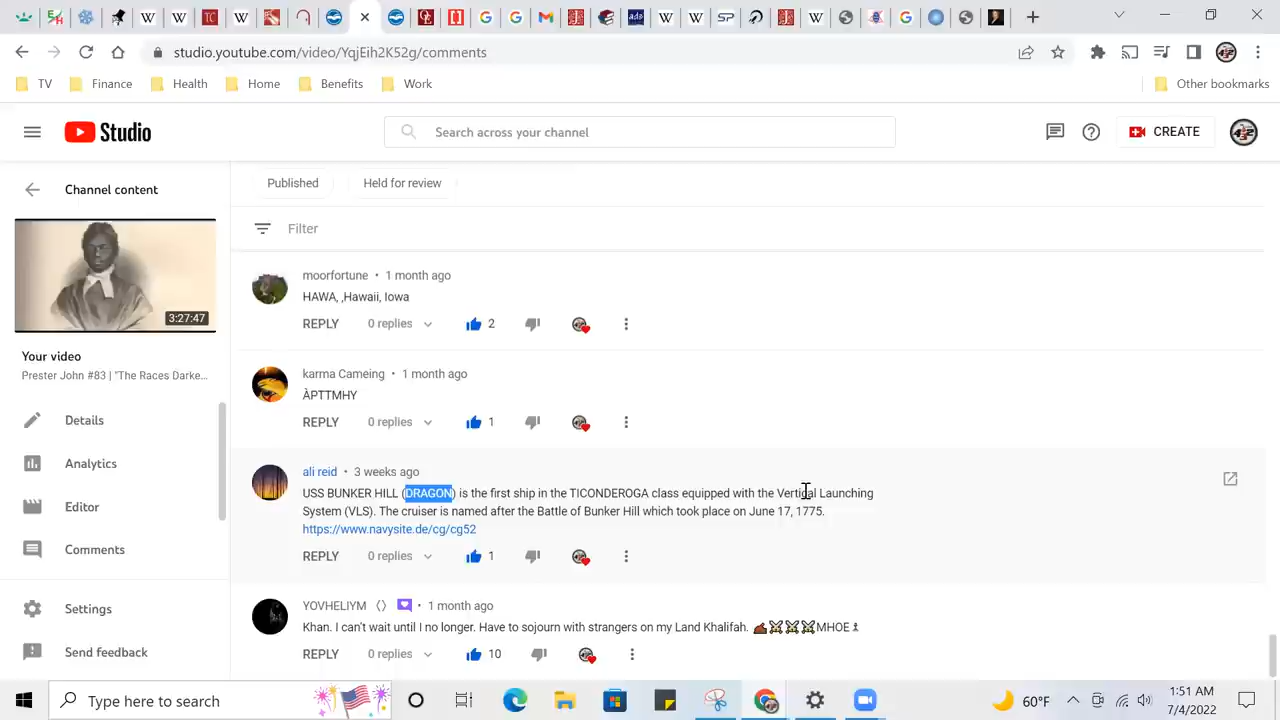 studio.youtube.com/video/YqjEih2K52g/comments
TV Finance Health Home Benefits Work Other bookmarks
Studio
Search across your channel
CREATE
Channel content
3:27:47
Your video
Prester John #83 | "The Races Darke...
Details
Analytics
Editor
Comments
Settings
Send feedback
Published Held for review
Filter
moorfortune • 1 month ago
HAWA, ,Hawaii, Iowa
REPLY 0 replies 2
karma Cameing • 1 month ago
ÀPTTMHY
REPLY 0 replies 1
ali reid • 3 weeks ago
USS BUNKER HILL (DRAGON) is the first ship in the TICONDEROGA class equipped with the Vertical Launching
System (VLS). The cruiser is named after the Battle of Bunker Hill which took place on June 17, 1775.
https://www.navysite.de/cg/cg52
REPLY 0 replies 1
YOVHELIYM 〈〉 • 1 month ago
Khan. I can't wait until I no longer. Have to sojourn with strangers on my Land Khalifah. MHOE
REPLY 0 replies 10
Type here to search
60°F
1:51 AM
7/4/2022